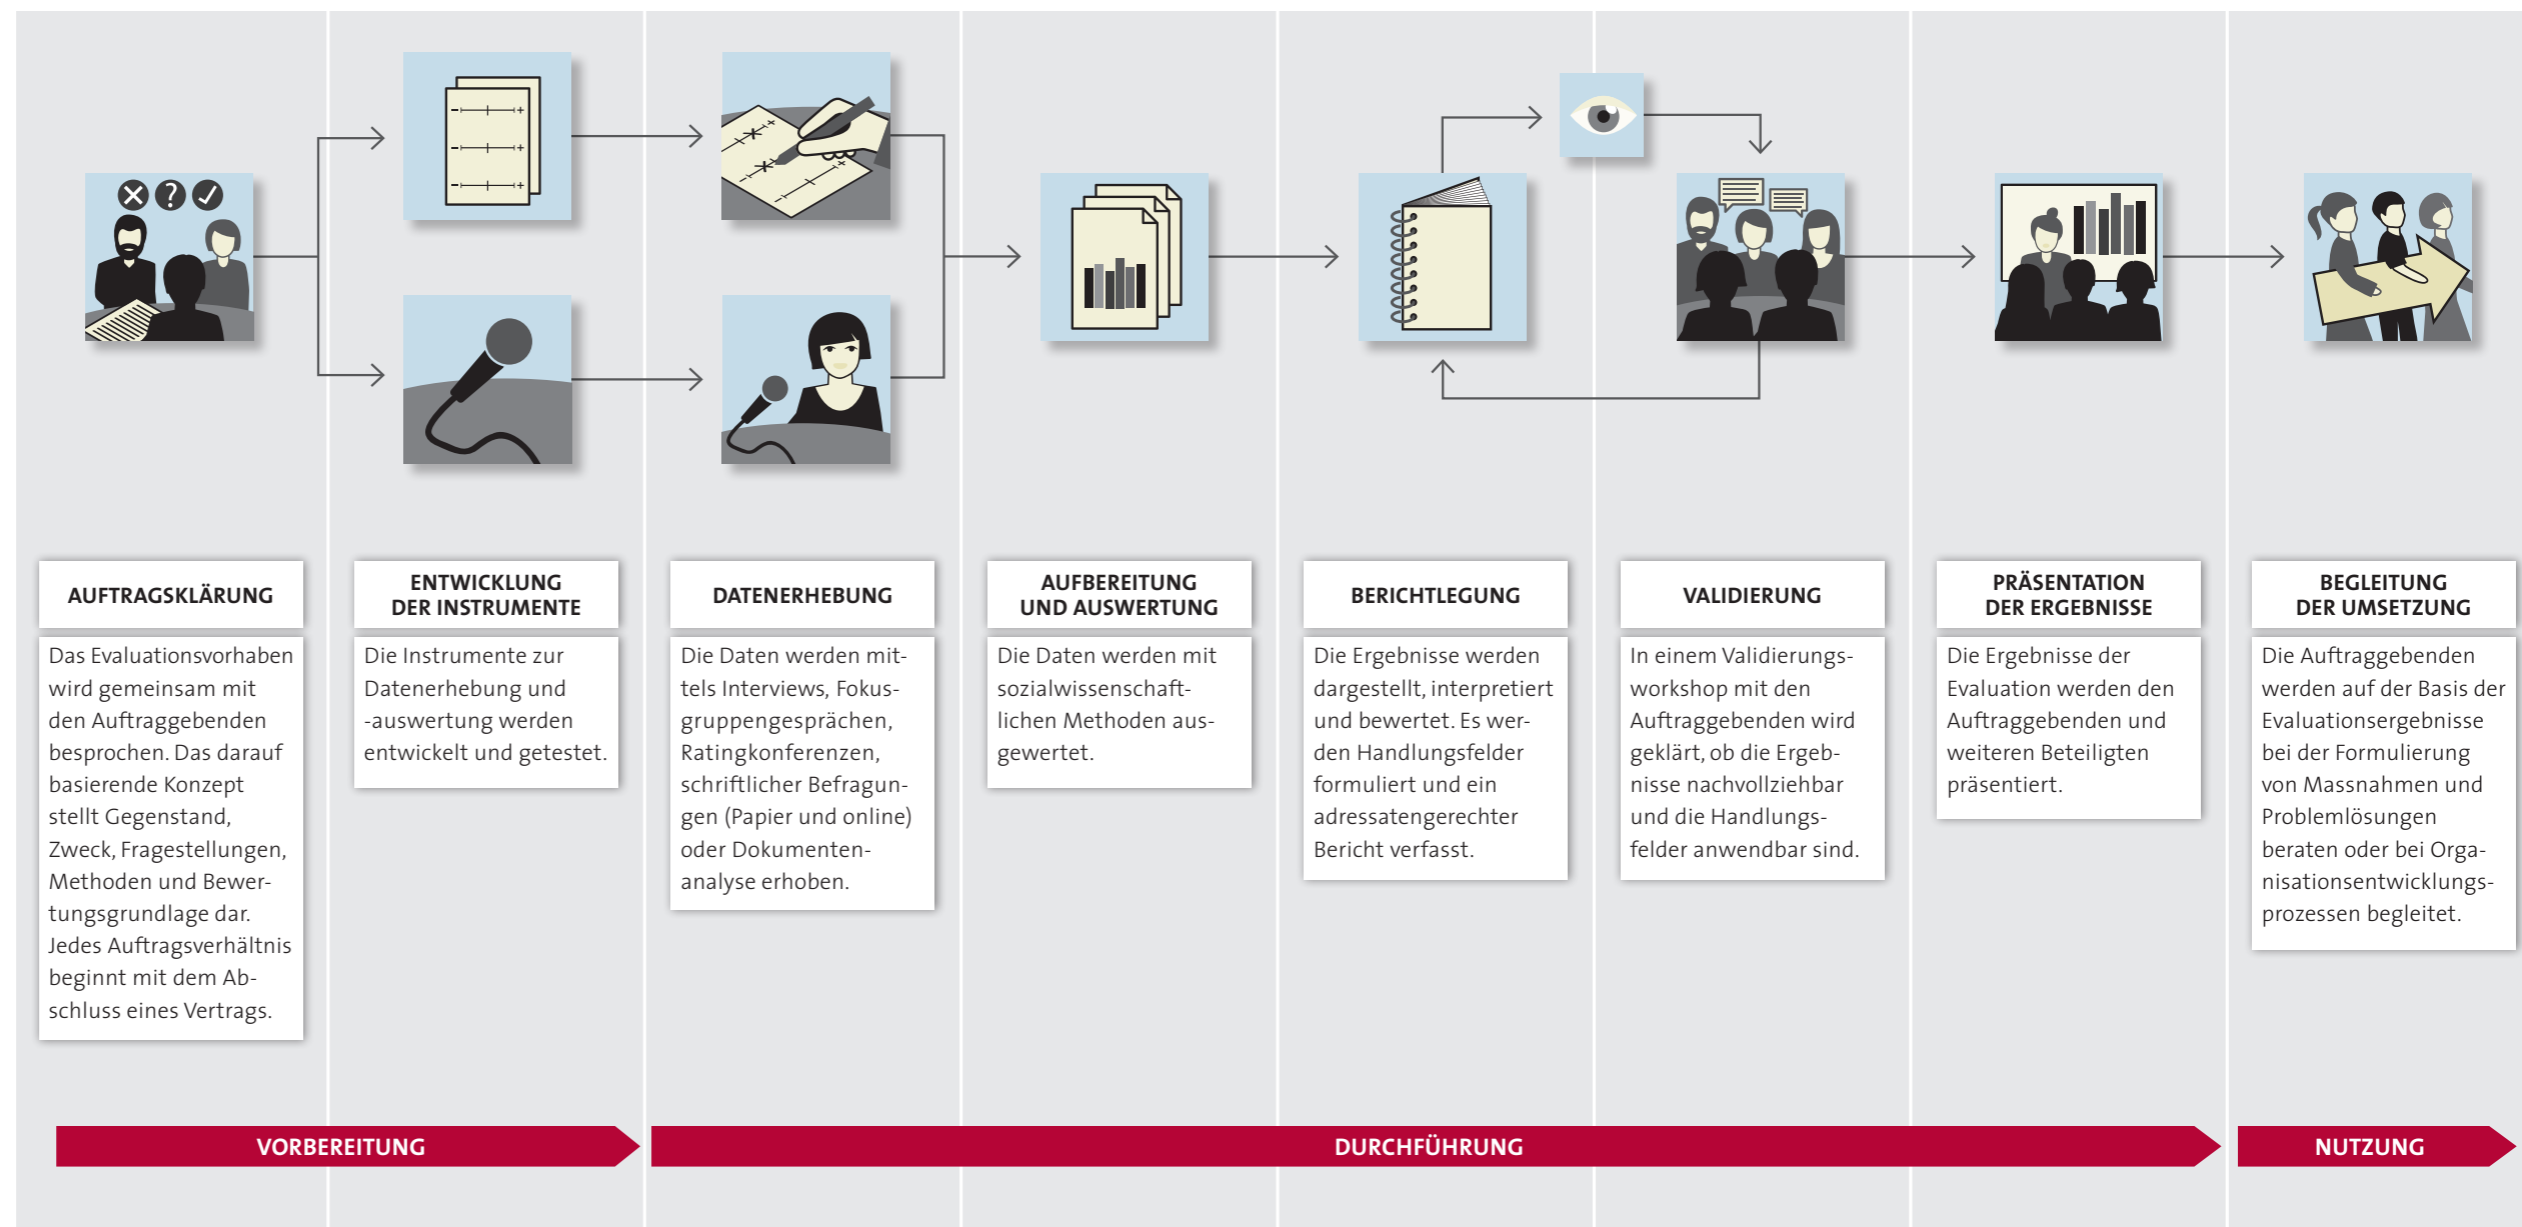 AUFTRAGSKLÄRUNG
Das Evaluationsvorhaben
wird gemeinsam mit
den Auftraggebenden
besprochen. Das darauf
basierende Konzept
stellt Gegenstand,
Zweck, Fragestellungen,
Methoden und Bewer-
tungsgrundlage dar.
Jedes Auftragsverhältnis
beginnt mit dem Ab-
schluss eines Vertrags.
ENTWICKLUNG
DER INSTRUMENTE
Die Instrumente zur
Datenerhebung und
-auswertung werden
entwickelt und getestet.
DATENERHEBUNG
Die Daten werden mit-
tels Interviews, Fokus-
gruppengesprächen,
Ratingkonferenzen,
schriftlicher Befragun-
gen (Papier und online)
oder Dokumenten-
analyse erhoben.
AUFBEREITUNG
UND AUSWERTUNG
Die Daten werden mit
sozialwissenschaft-
lichen Methoden aus-
gewertet.
BERICHTLEGUNG
Die Ergebnisse werden
dargestellt, interpretiert
und bewertet. Es wer-
den Handlungsfelder
formuliert und ein
adressatengerechter
Bericht verfasst.
VALIDIERUNG
In einem Validierungs-
workshop mit den
Auftraggebenden wird
geklärt, ob die Ergeb-
nisse nachvollziehbar
und die Handlungs-
felder anwendbar sind.
PRÄSENTATION
DER ERGEBNISSE
Die Ergebnisse der
Evaluation werden den
Auftraggebenden und
weiteren Beteiligten
präsentiert.
BEGLEITUNG
DER UMSETZUNG
Die Auftraggebenden
werden auf der Basis der
Evaluationsergebnisse
bei der Formulierung
von Massnahmen und
Problemlösungen
beraten oder bei Orga-
nisationsentwicklungs-
prozessen begleitet.
VORBEREITUNG
DURCHFÜHRUNG
NUTZUNG